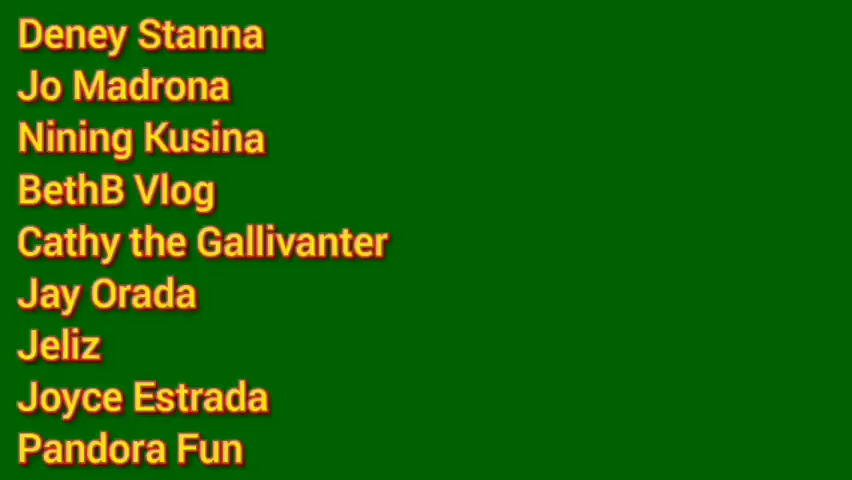 Deney Stanna
Jo Madrona
Nining Kusina
BethB Vlog
Cathy the Gallivanter
Jay Orada
Jeliz
Joyce Estrada
Pandora Fun